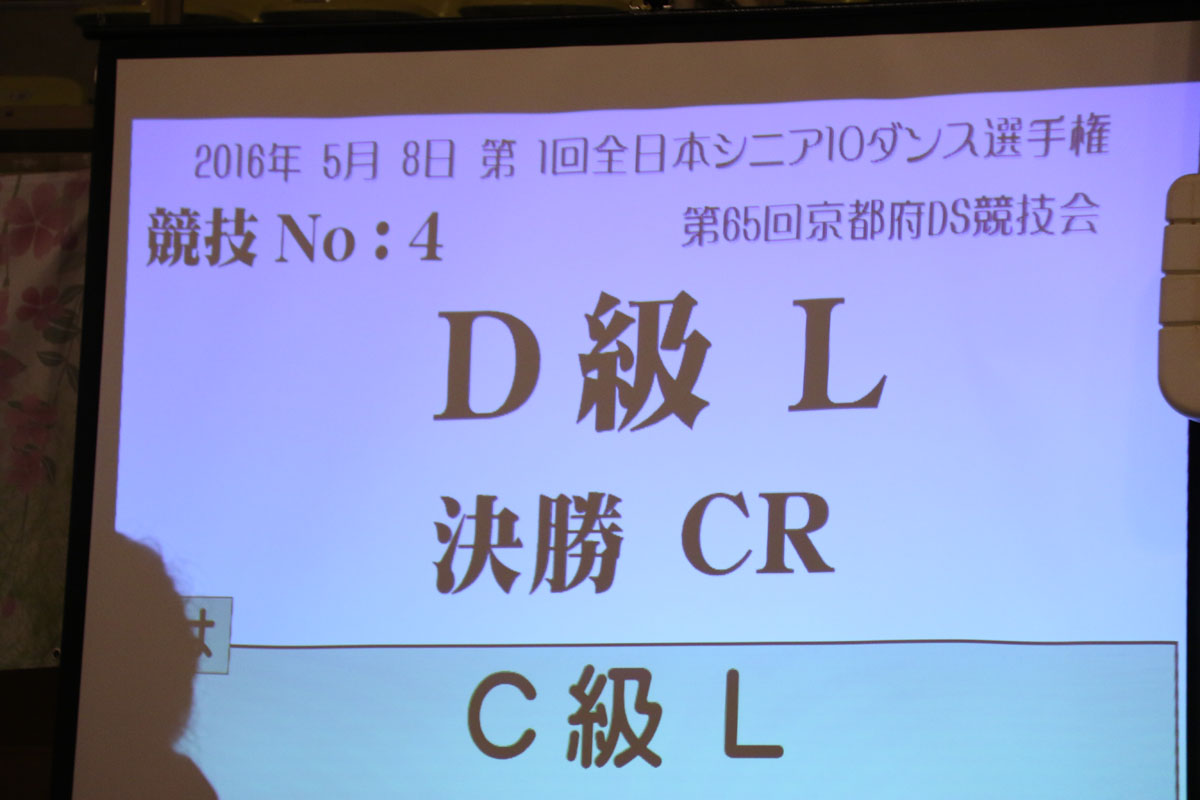 2016年 5月 8日 第 1回全日本シニア10ダンス選手権
競技 No：4
第65回京都府DS競技会
D級 L
決勝 CR
は
C級 L